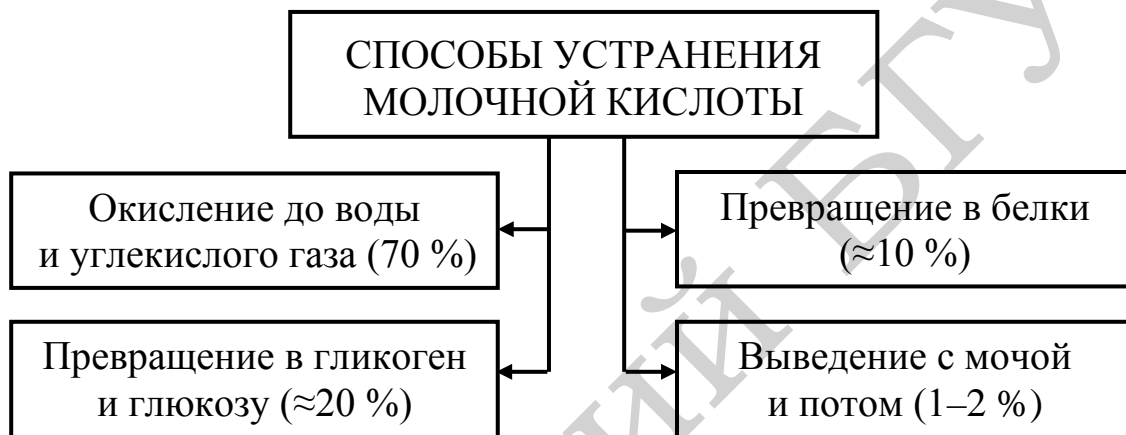 СПОСОБЫ УСТРАНЕНИЯ
МОЛОЧНОЙ КИСЛОТЫ
Окисление до воды
и углекислого газа (70 %)
Превращение в белки
(≈10 %)
Превращение в гликоген
и глюкозу (≈20 %)
Выведение с мочой
и потом (1–2 %)